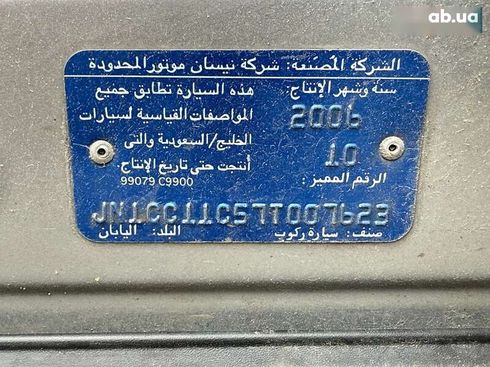 ab.ua
الشركة المصنعة: شركة نيسان موتور المحدودة
سنة وشهر الإنتاج: هذه السيارة تطابق جميع
2006 المواصفات القياسية لسيارات
10 الخليج/السعودية والتى
الرقم المميز: أنتجت حتى تاريخ الإنتاج.
99079 C9900
JN1CC11C57T007623
صنف: سيارة ركوب البلد: اليابان